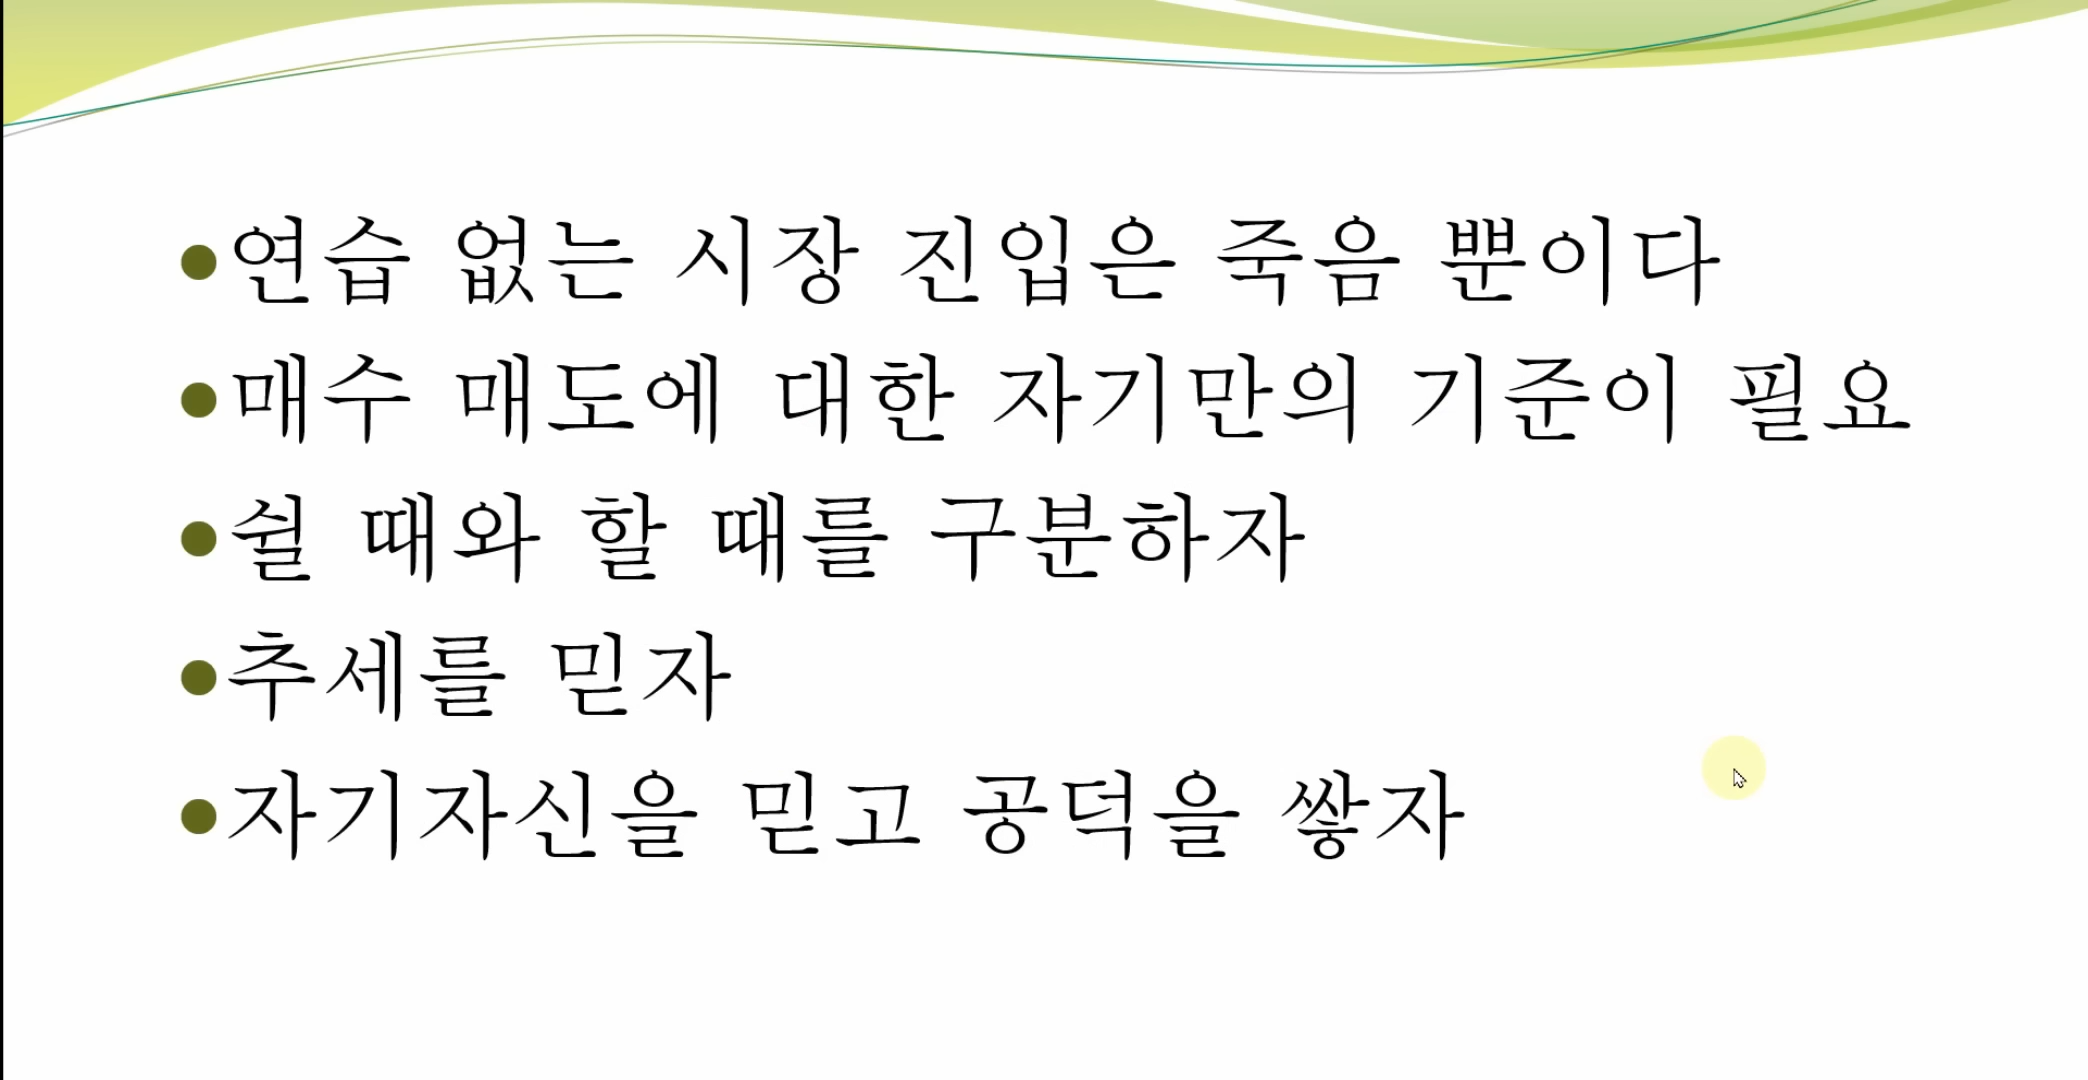 •연습 없는 시장 진입은 죽음 뿐이다
•매수 매도에 대한 자기만의 기준이 필요
•쉴 때와 할 때를 구분하자
•추세를 믿자
•자기자신을 믿고 공덕을 쌓자